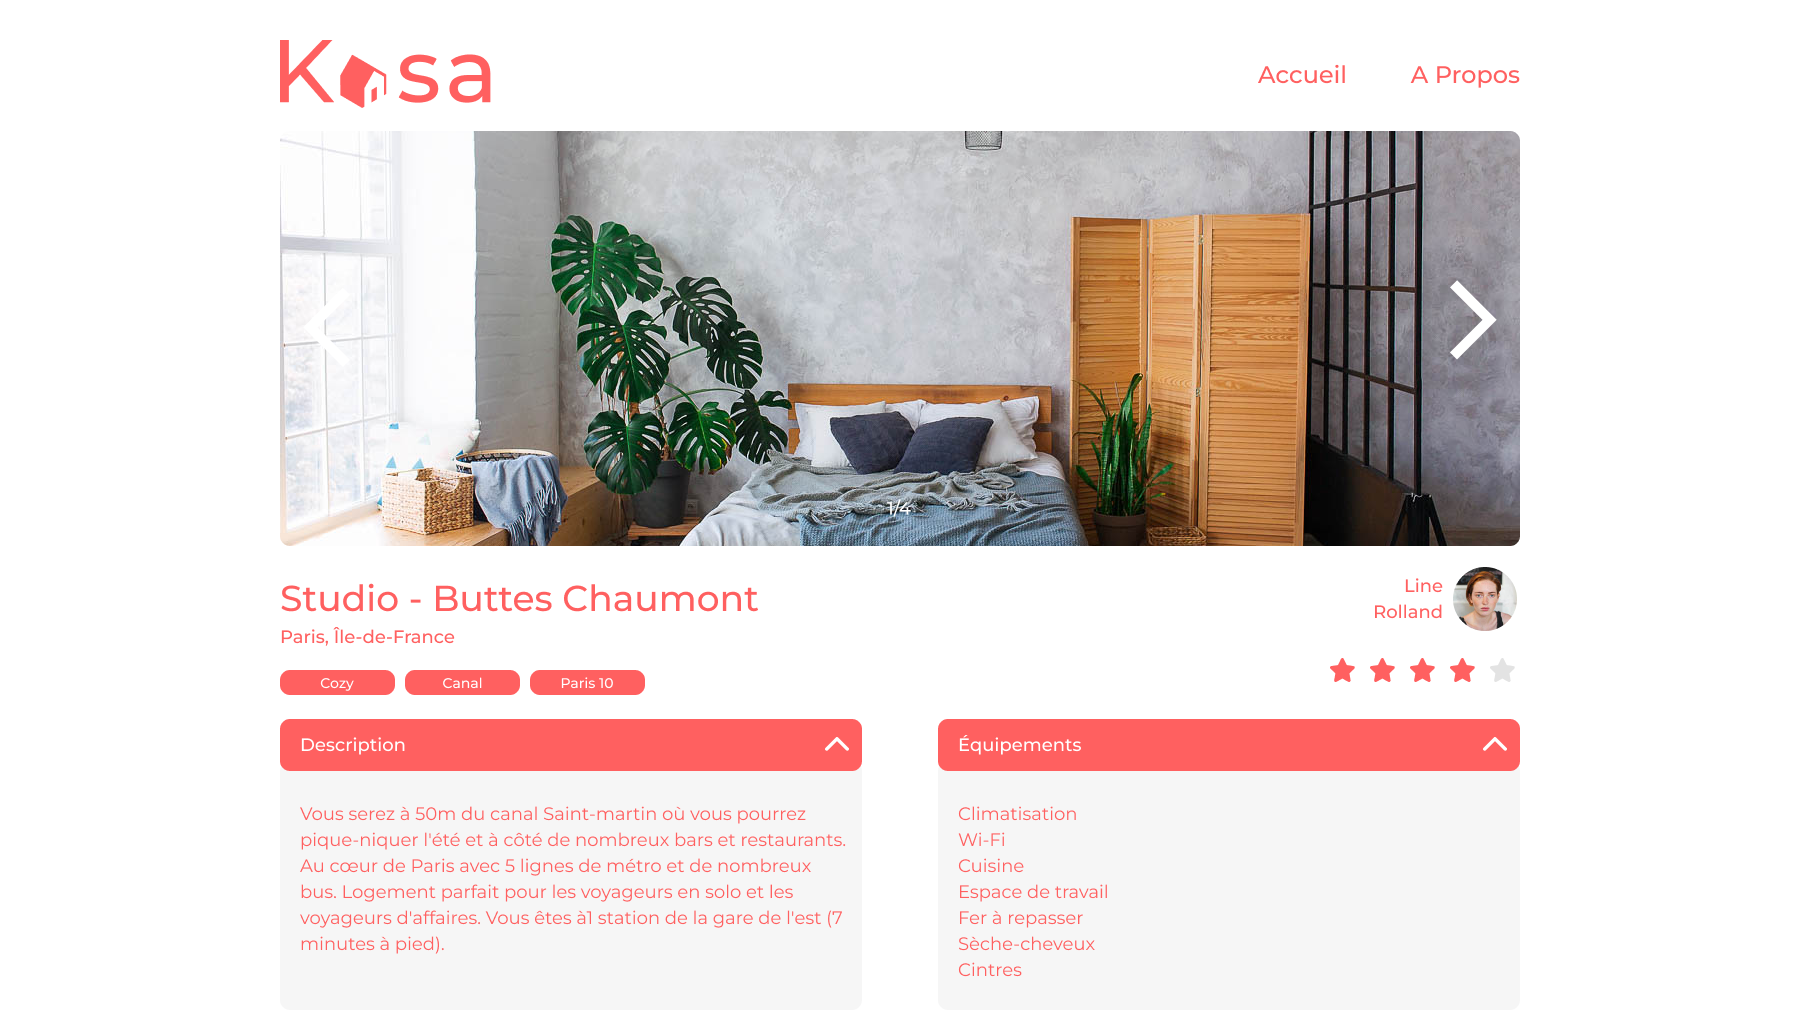 Kasa
Accueil
A Propos
1/4
Studio - Buttes Chaumont
Paris, Île-de-France
Cozy
Canal
Paris 10
Line
Rolland
Description
Vous serez à 50m du canal Saint-martin où vous pourrez
pique-niquer l'été et à côté de nombreux bars et restaurants.
Au cœur de Paris avec 5 lignes de métro et de nombreux
bus. Logement parfait pour les voyageurs en solo et les
voyageurs d'affaires. Vous êtes à1 station de la gare de l'est (7
minutes à pied).
Équipements
Climatisation
Wi-Fi
Cuisine
Espace de travail
Fer à repasser
Sèche-cheveux
Cintres